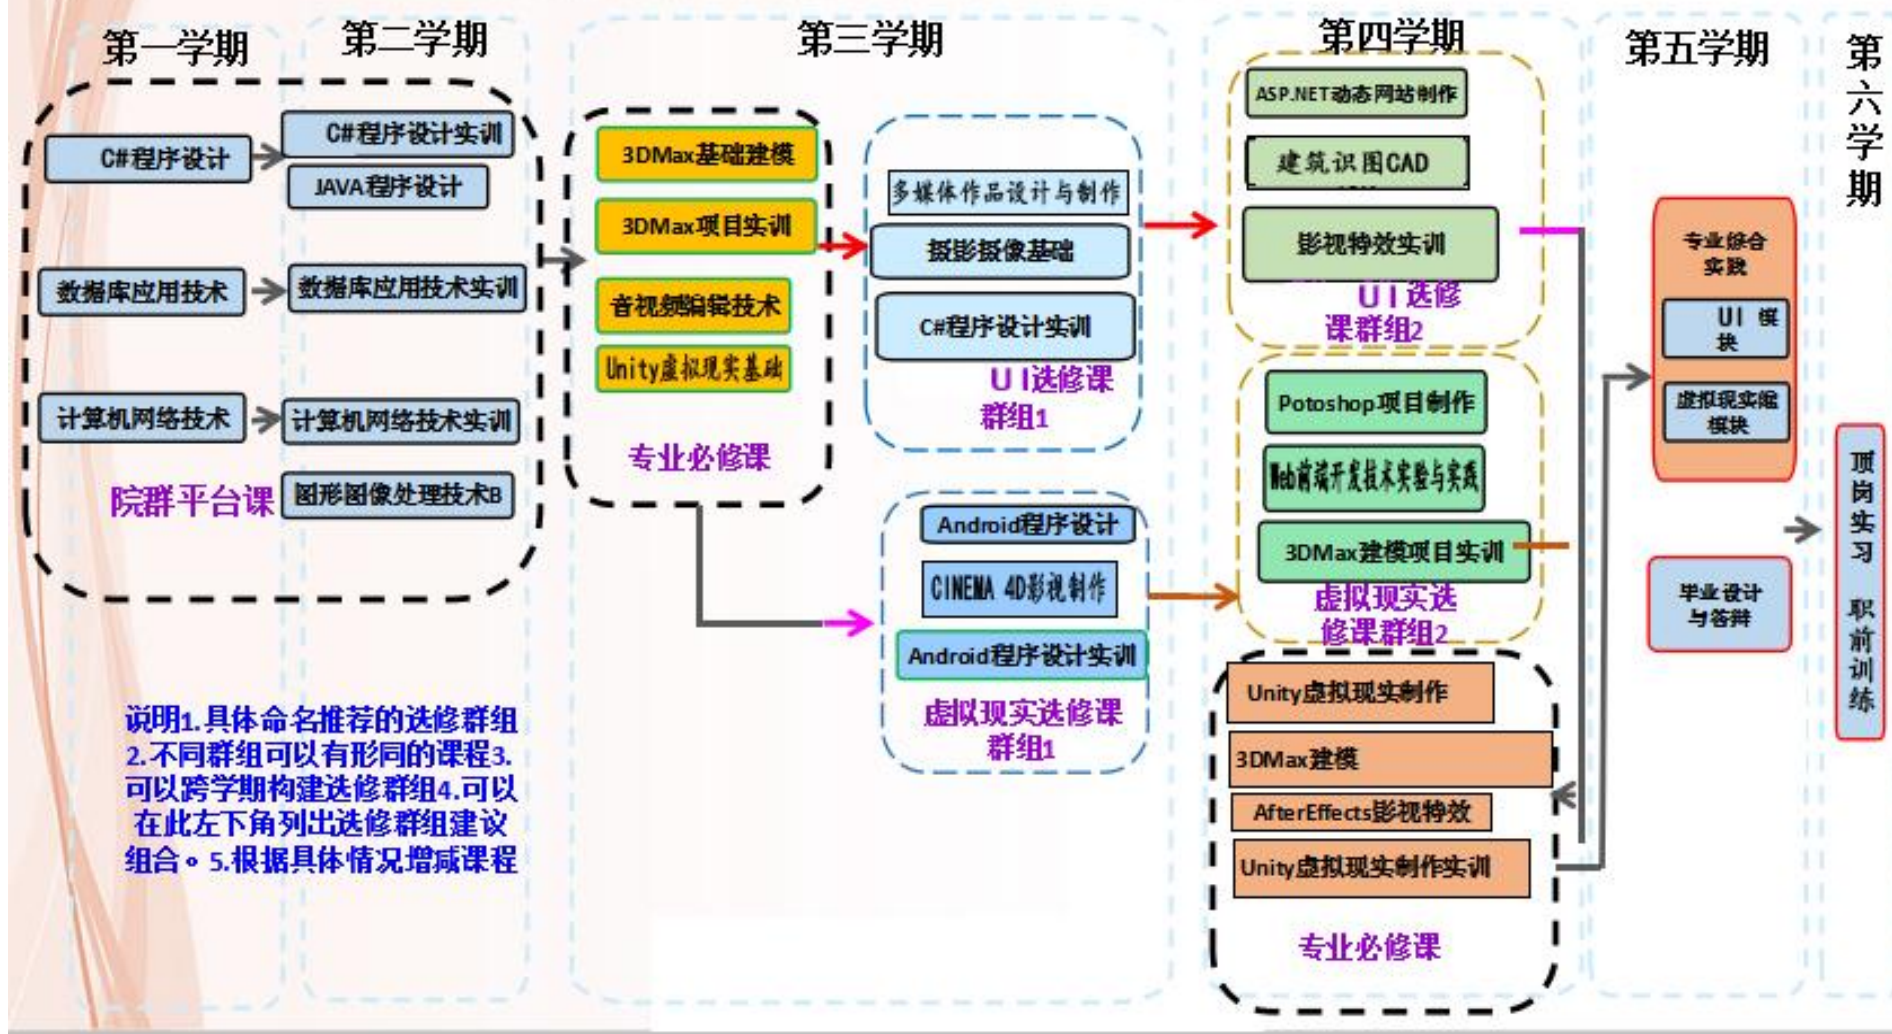 第一学期
第二学期
第三学期
第四学期
第五学期
第六学期
C#程序设计
C#程序设计实训
JAVA程序设计
数据库应用技术
数据库应用技术实训
计算机网络技术
计算机网络技术实训
院群平台课
图形图像处理技术B
3DMax基础建模
3DMax项目实训
音视频编辑技术
Unity虚拟现实基础
专业必修课
多媒体作品设计与制作
摄影摄像基础
C#程序设计实训
UI选修课
群组1
Android程序设计
CINEMA 4D影视制作
Android程序设计实训
虚拟现实选修课
群组1
ASP.NET动态网站制作
建筑识图CAD
影视特效实训
UI选修
课群组2
Potoshop项目制作
Web前端开发技术实验与实践
3DMax建模项目实训
虚拟现实选
修课群组2
Unity虚拟现实制作
3DMax建模
AfterEffects影视特效
Unity虚拟现实制作实训
专业必修课
专业综合
实践
UI 模
块
虚拟现实
模块
毕业设计
与答辩
顶岗实习 职前训练
说明1.具体命名推荐的选修群组
2.不同群组可以有形同的课程3.
可以跨学期构建选修群组4.可以
在此左下角列出选修群组建议
组合。5.根据具体情况增减课程